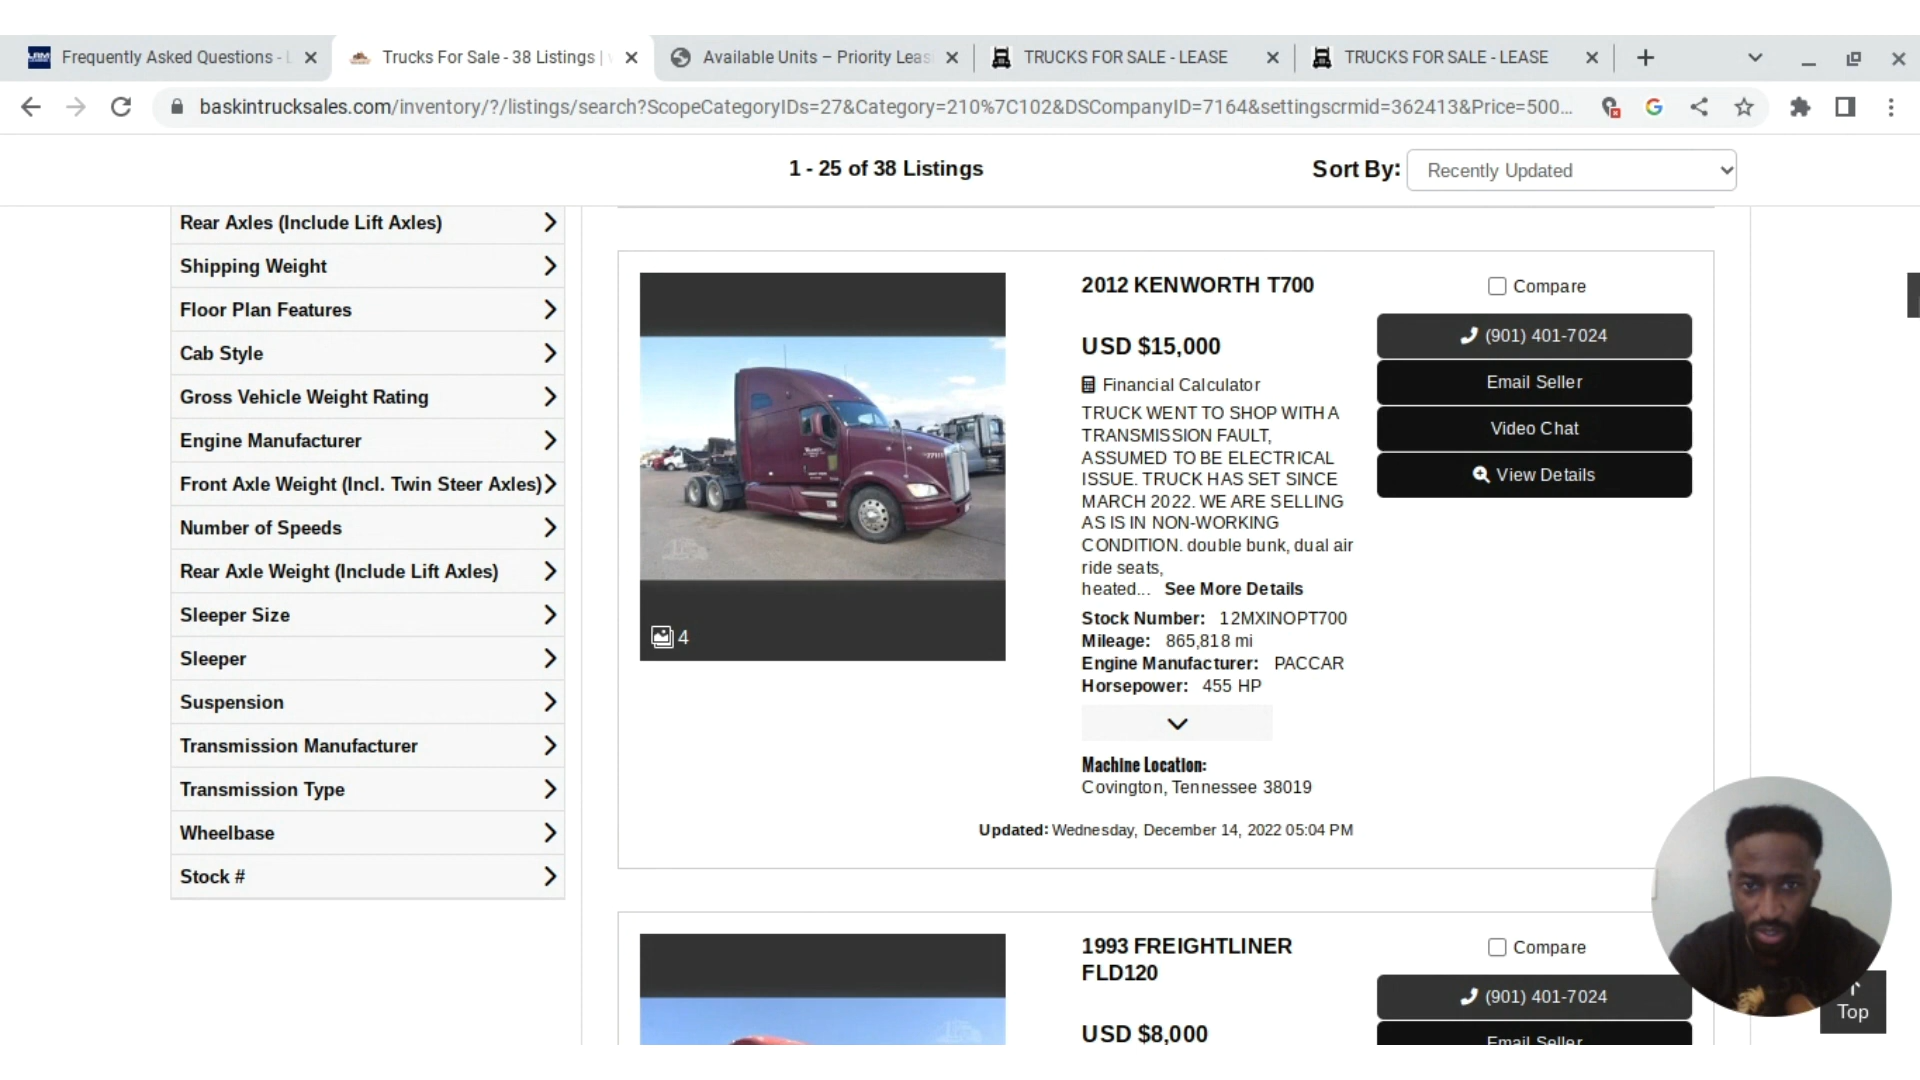 Frequently Asked Questions - L
Trucks For Sale - 38 Listings |
Available Units – Priority Leas
TRUCKS FOR SALE - LEASE
TRUCKS FOR SALE - LEASE
baskintrucksales.com/inventory/?/listings/search?ScopeCategoryIDs=27&Category=210%7C102&DSCompanyID=7164&settingscrmid=362413&Price=500...
1 - 25 of 38 Listings
Sort By:
Recently Updated
Rear Axles (Include Lift Axles)
Shipping Weight
Floor Plan Features
Cab Style
Gross Vehicle Weight Rating
Engine Manufacturer
Front Axle Weight (Incl. Twin Steer Axles)
Number of Speeds
Rear Axle Weight (Include Lift Axles)
Sleeper Size
Sleeper
Suspension
Transmission Manufacturer
Transmission Type
Wheelbase
Stock #
4
2012 KENWORTH T700
USD $15,000
Financial Calculator
TRUCK WENT TO SHOP WITH A
TRANSMISSION FAULT,
ASSUMED TO BE ELECTRICAL
ISSUE. TRUCK HAS SET SINCE
MARCH 2022. WE ARE SELLING
AS IS IN NON-WORKING
CONDITION. double bunk, dual air
ride seats,
heated... See More Details
Stock Number: 12MXINOPT700
Mileage: 865,818 mi
Engine Manufacturer: PACCAR
Horsepower: 455 HP
Machine Location:
Covington, Tennessee 38019
Updated: Wednesday, December 14, 2022 05:04 PM
Compare
(901) 401-7024
Email Seller
Video Chat
View Details
1993 FREIGHTLINER
FLD120
USD $8,000
Compare
(901) 401-7024
Email Seller
Top